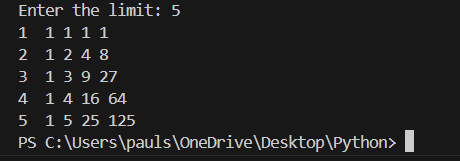 Enter the limit: 5
1  1 1 1 1
2  1 2 4 8
3  1 3 9 27
4  1 4 16 64
5  1 5 25 125
PS C:\Users\pauls\OneDrive\Desktop\Python>